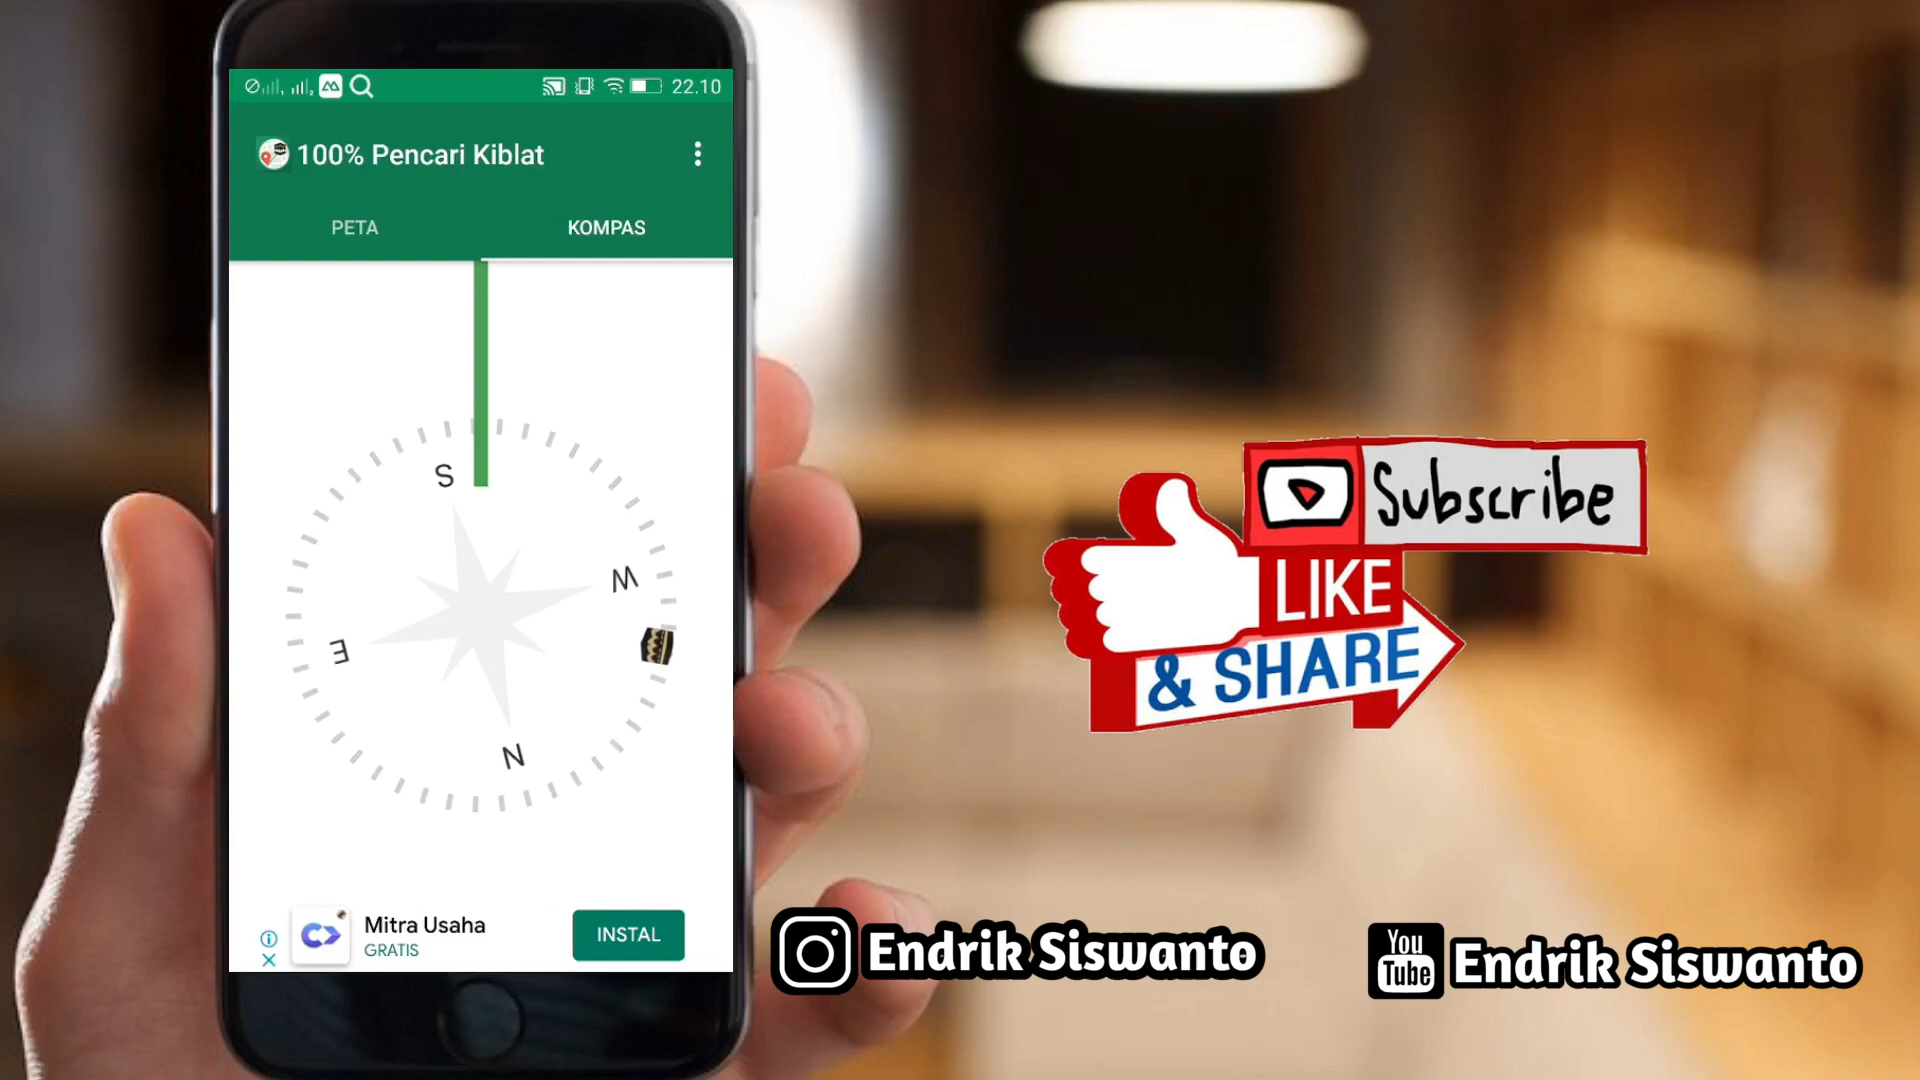 22.10
100% Pencari Kiblat
PETA
KOMPAS
S
W
E
N
Mitra Usaha
GRATIS
INSTAL
Subscribe
LIKE
& SHARE
Endrik Siswanto
You
Tube
Endrik Siswanto